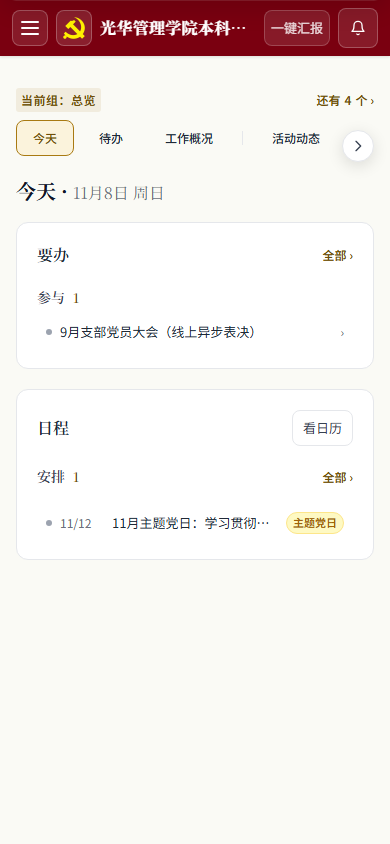 光华管理学院本科…
一键汇报
当前组：总览
还有 4 个 ›
今天
待办
工作概况
活动动态
今天 · 11月8日 周日
要办
全部 ›
参与 1
9月支部党员大会（线上异步表决）
日程
看日历
安排 1
全部 ›
11/12 11月主题党日：学习贯彻… 主题党日